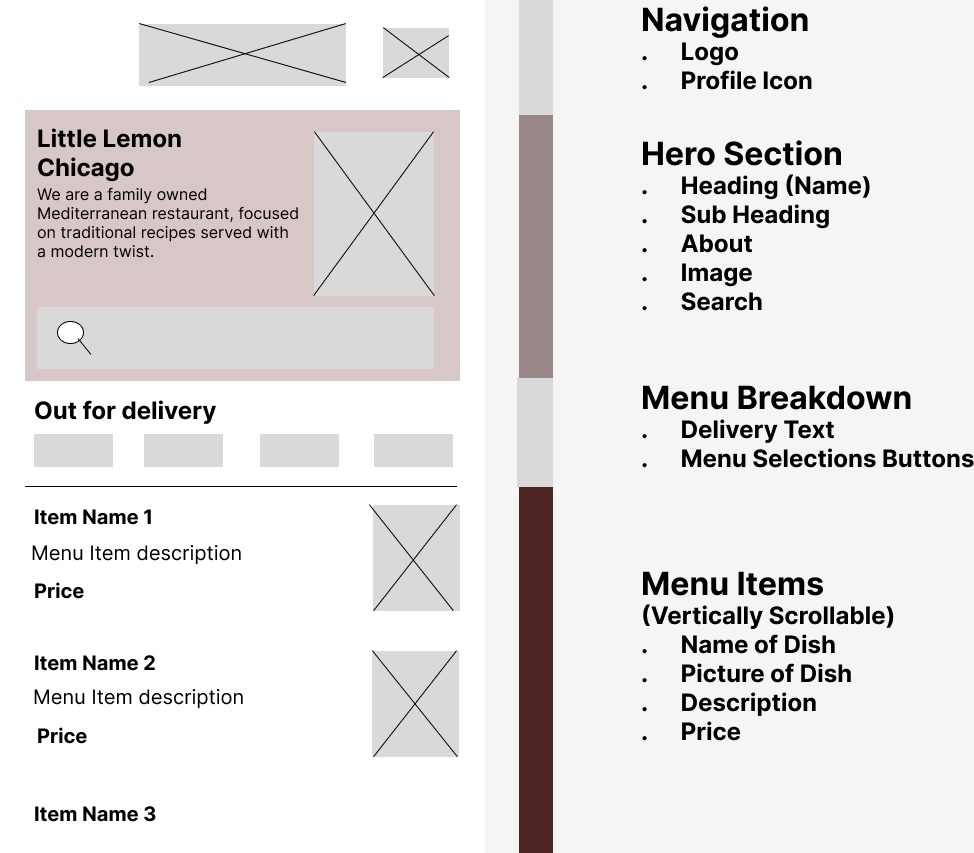 Little Lemon
Chicago
We are a family owned
Mediterranean restaurant, focused
on traditional recipes served with
a modern twist.
Out for delivery
Item Name 1
Menu Item description
Price
Item Name 2
Menu Item description
Price
Item Name 3
Navigation
. Logo
. Profile Icon
Hero Section
. Heading (Name)
. Sub Heading
. About
. Image
. Search
Menu Breakdown
. Delivery Text
. Menu Selections Buttons
Menu Items
(Vertically Scrollable)
. Name of Dish
. Picture of Dish
. Description
. Price